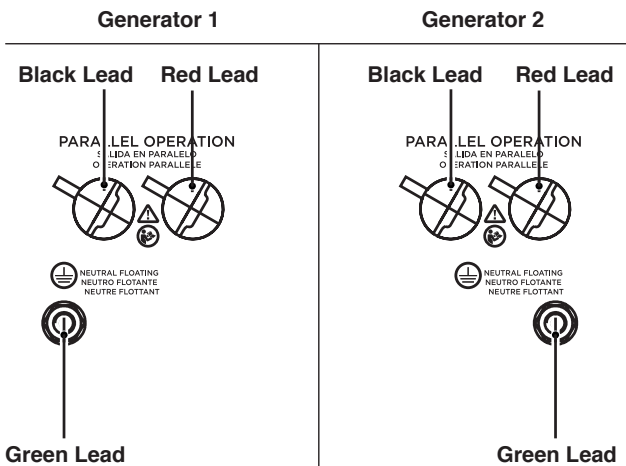 Generator 1
Generator 2
Black Lead Red Lead
PARALLEL OPERATION
SALIDA EN PARALELO
OPERATION PARALLELE
NEUTRAL FLOATING
NEUTRO FLOTANTE
NEUTRE FLOTTANT
Green Lead
Black Lead Red Lead
PARALLEL OPERATION
SALIDA EN PARALELO
OPERATION PARALLELE
NEUTRAL FLOATING
NEUTRO FLOTANTE
NEUTRE FLOTTANT
Green Lead